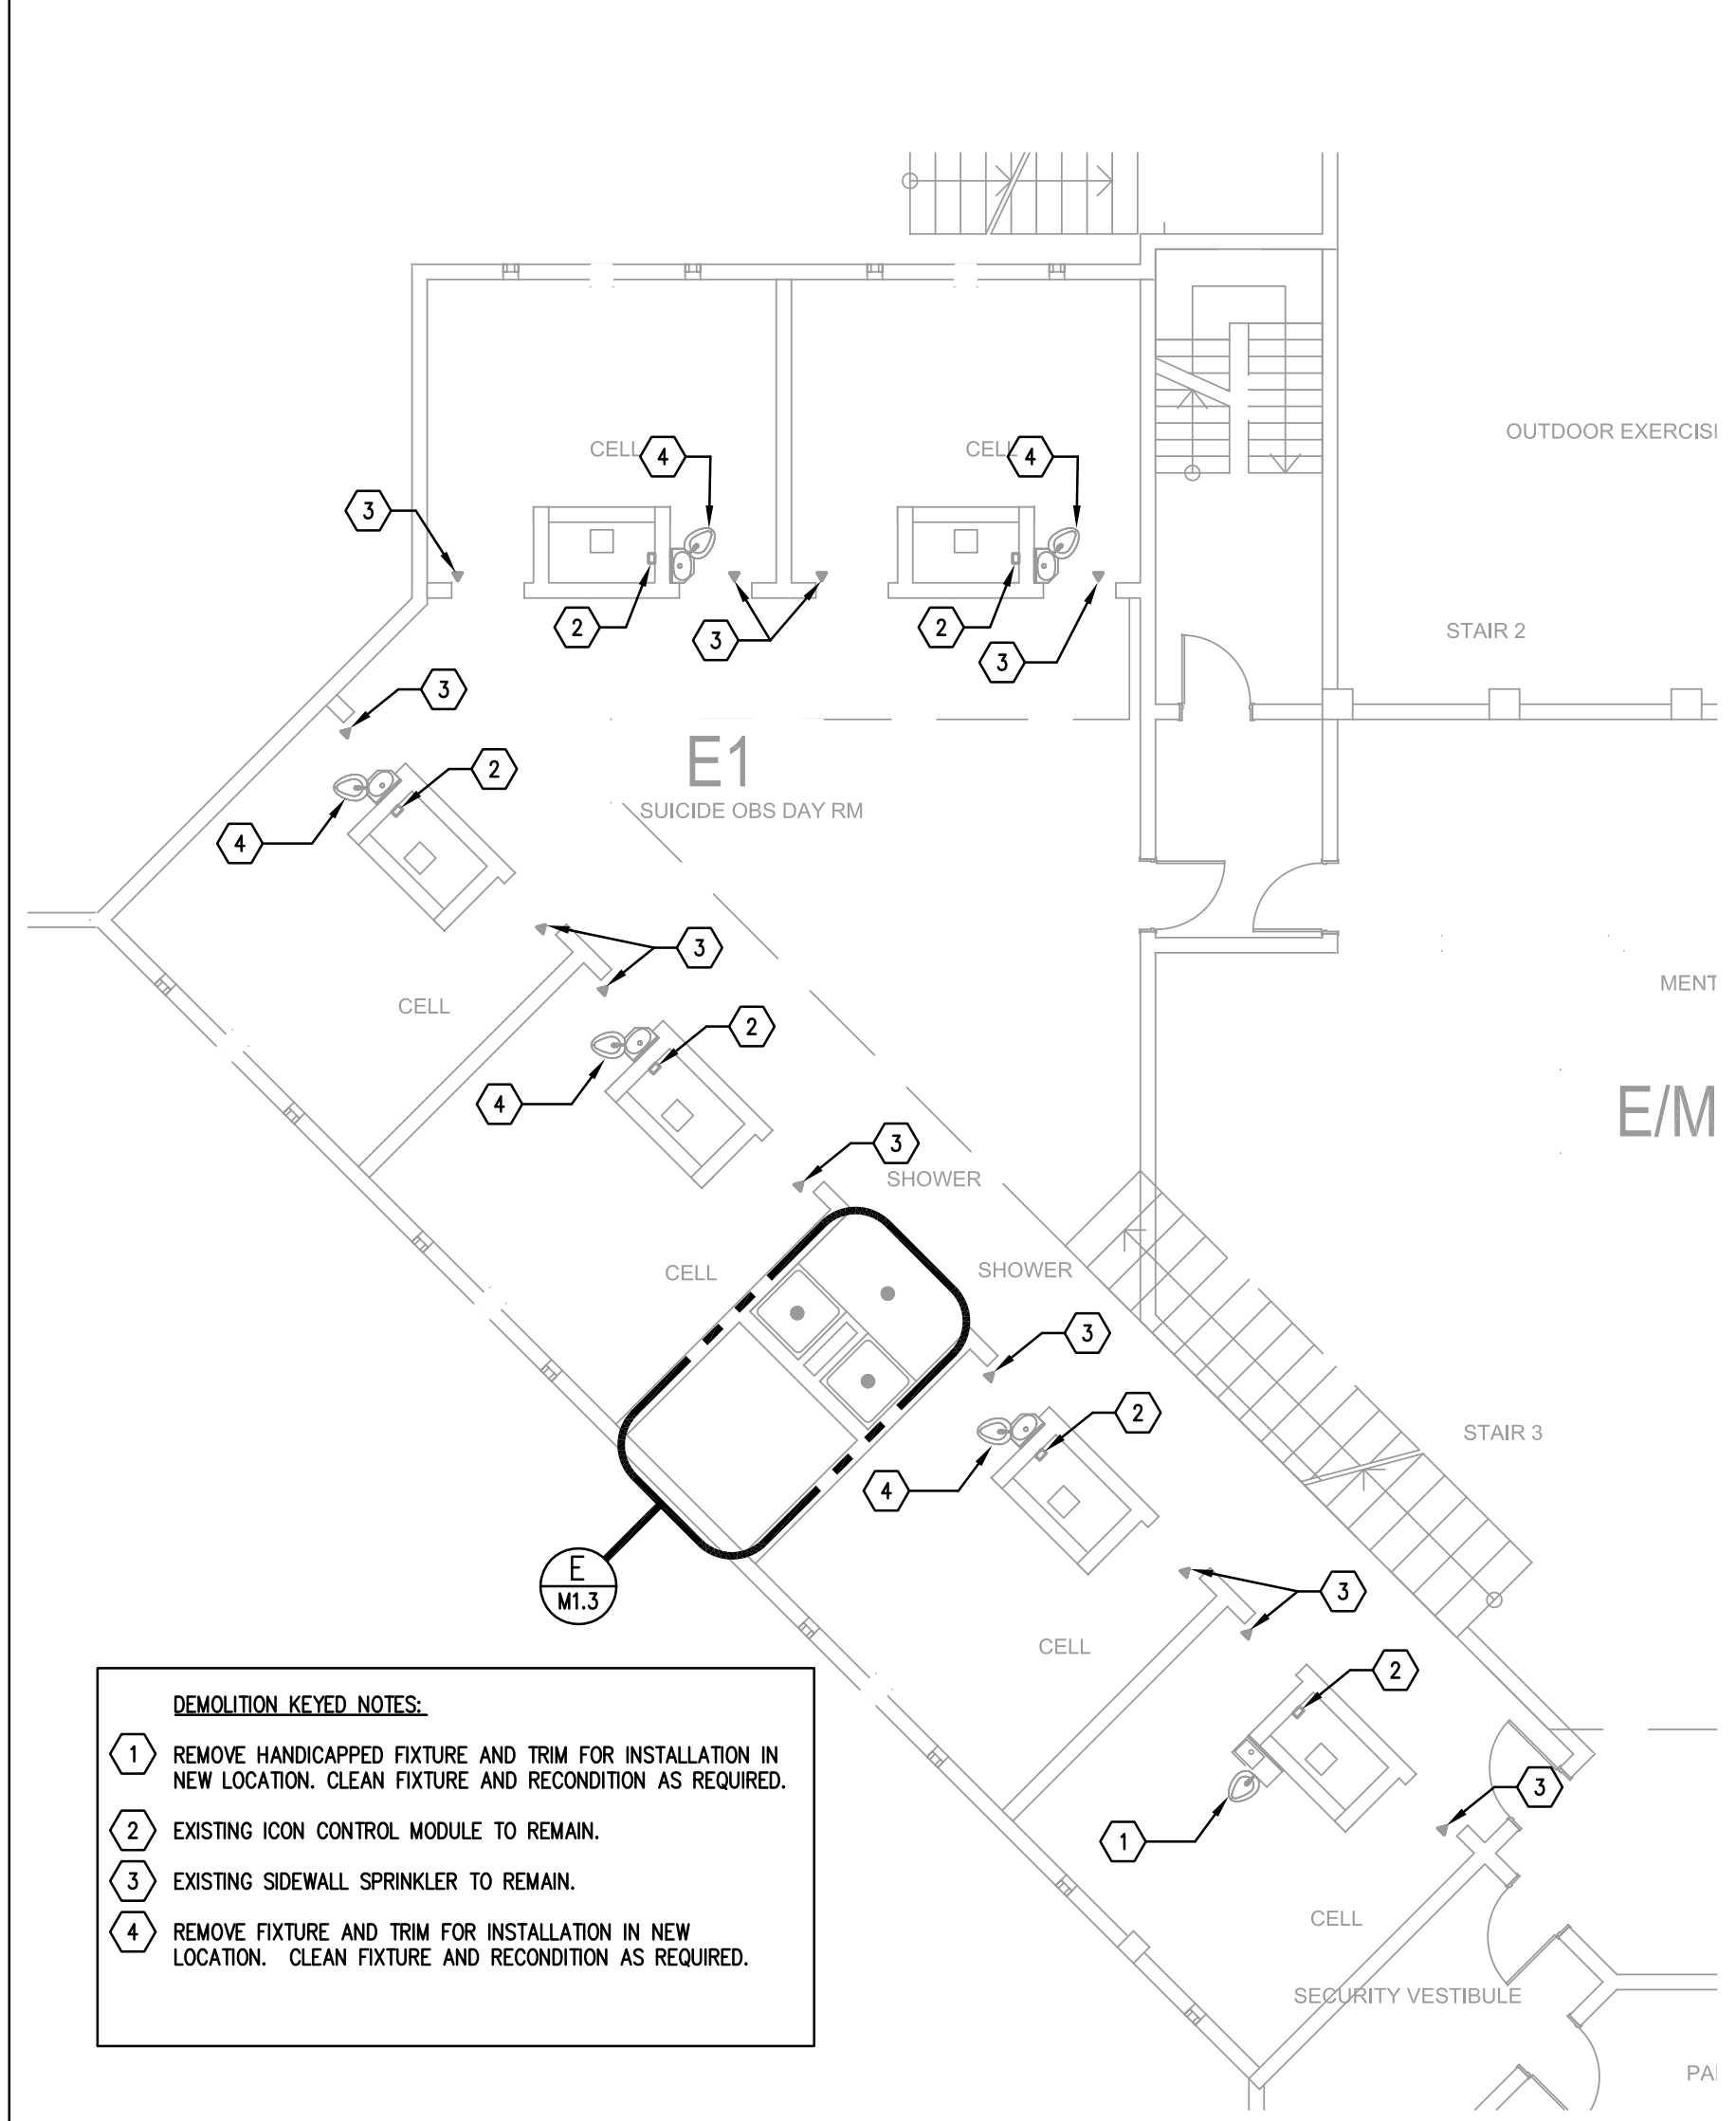 OUTDOOR EXERCISI
CELL
4
CELL
4
3
2
3
2
3
STAIR 2
3
E1
SUICIDE OBS DAY RM
2
4
3
MENT
CELL
2
4
E/M
3
SHOWER
CELL
SHOWER
3
2
STAIR 3
4
E
M1.3
3
CELL
2
3
1
CELL
SECURITY VESTIBULE
PA
DEMOLITION KEYED NOTES:
1 REMOVE HANDICAPPED FIXTURE AND TRIM FOR INSTALLATION IN
NEW LOCATION. CLEAN FIXTURE AND RECONDITION AS REQUIRED.
2 EXISTING ICON CONTROL MODULE TO REMAIN.
3 EXISTING SIDEWALL SPRINKLER TO REMAIN.
4 REMOVE FIXTURE AND TRIM FOR INSTALLATION IN NEW
LOCATION. CLEAN FIXTURE AND RECONDITION AS REQUIRED.